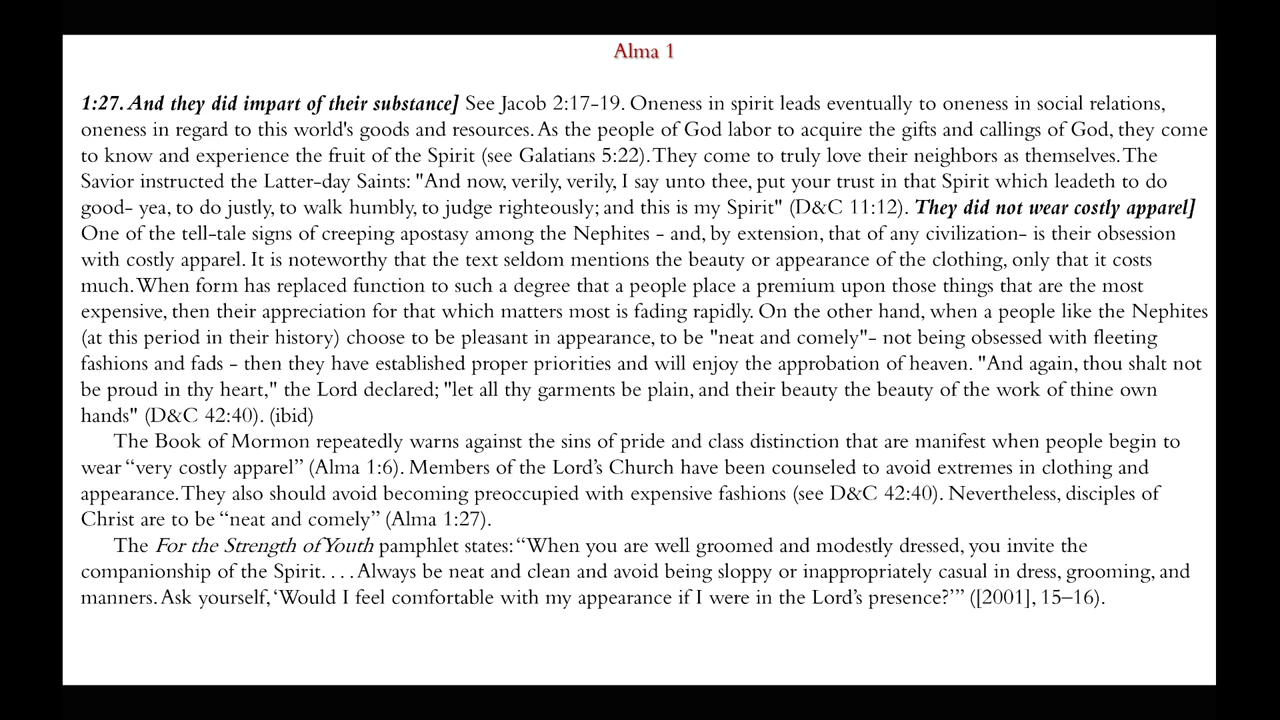 Alma 1
1:27. And they did impart of their substance] See Jacob 2:17-19. Oneness in spirit leads eventually to oneness in social relations,
oneness in regard to this world's goods and resources. As the people of God labor to acquire the gifts and callings of God, they come
to know and experience the fruit of the Spirit (see Galatians 5:22). They come to truly love their neighbors as themselves. The
Savior instructed the Latter-day Saints: "And now, verily, verily, I say unto thee, put your trust in that Spirit which leadeth to do
good- yea, to do justly, to walk humbly, to judge righteously; and this is my Spirit" (D&C 11:12). They did not wear costly apparel]
One of the tell-tale signs of creeping apostasy among the Nephites - and, by extension, that of any civilization- is their obsession
with costly apparel. It is noteworthy that the text seldom mentions the beauty or appearance of the clothing, only that it costs
much. When form has replaced function to such a degree that a people place a premium upon those things that are the most
expensive, then their appreciation for that which matters most is fading rapidly. On the other hand, when a people like the Nephites
(at this period in their history) choose to be pleasant in appearance, to be "neat and comely"- not being obsessed with fleeting
fashions and fads - then they have established proper priorities and will enjoy the approbation of heaven. "And again, thou shalt not
be proud in thy heart," the Lord declared; "let all thy garments be plain, and their beauty the beauty of the work of thine own
hands" (D&C 42:40). (ibid)
The Book of Mormon repeatedly warns against the sins of pride and class distinction that are manifest when people begin to
wear “very costly apparel” (Alma 1:6). Members of the Lord’s Church have been counseled to avoid extremes in clothing and
appearance. They also should avoid becoming preoccupied with expensive fashions (see D&C 42:40). Nevertheless, disciples of
Christ are to be “neat and comely” (Alma 1:27).
The For the Strength of Youth pamphlet states: “When you are well groomed and modestly dressed, you invite the
companionship of the Spirit. . . . Always be neat and clean and avoid being sloppy or inappropriately casual in dress, grooming, and
manners. Ask yourself, ‘Would I feel comfortable with my appearance if I were in the Lord’s presence?’” ([2001], 15–16).